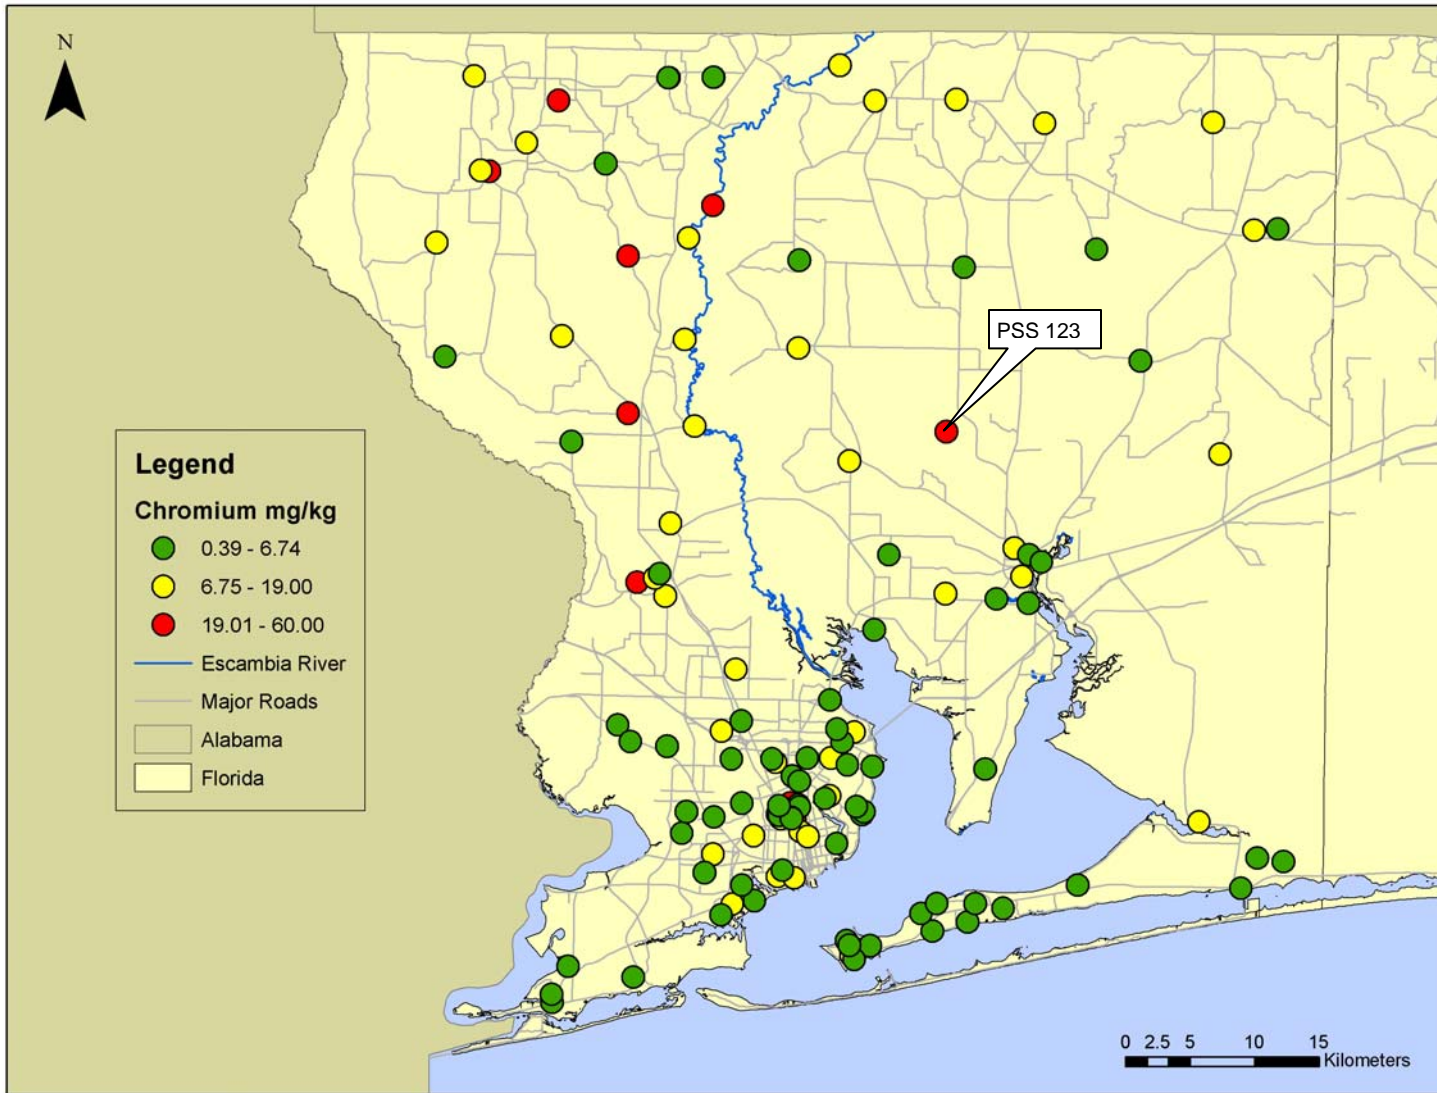 N
PSS 123
Legend
Chromium mg/kg
0.39 - 6.74
6.75 - 19.00
19.01 - 60.00
Escambia River
Major Roads
Alabama
Florida
0 2.5 5 10 15
Kilometers